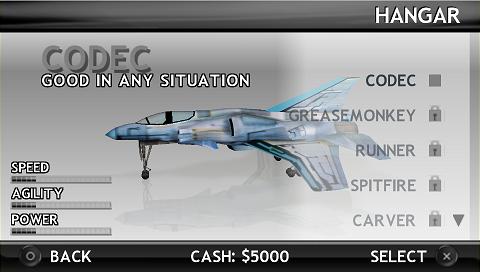 HANGAR
CODEC
GOOD IN ANY SITUATION
CODEC
GREASEMONKEY
RUNNER
SPITFIRE
CARVER
SPEED
AGILITY
POWER
BACK
CASH: $5000
SELECT